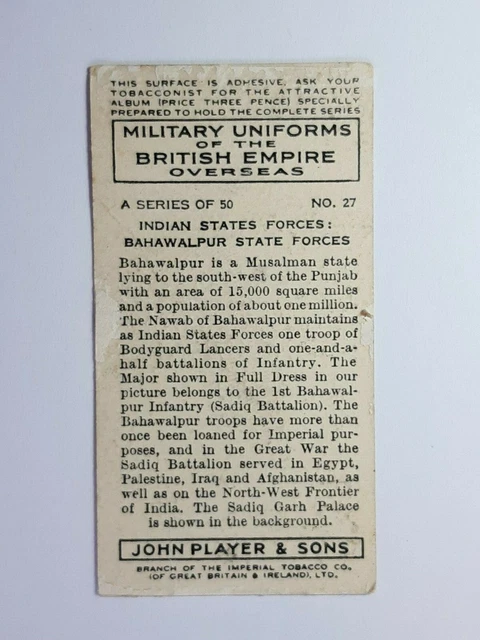 THIS SURFACE IS ADHESIVE. ASK YOUR
TOBACCONIST FOR THE ATTRACTIVE
ALBUM (PRICE THREE PENCE) SPECIALLY
PREPARED TO HOLD THE COMPLETE SERIES
MILITARY UNIFORMS
OF THE
BRITISH EMPIRE
OVERSEAS
A SERIES OF 50 NO. 27
INDIAN STATES FORCES:
BAHAWALPUR STATE FORCES
Bahawalpur is a Musalman state
lying to the south-west of the Punjab
with an area of 15,000 square miles
and a population of about one million.
The Nawab of Bahawalpur maintains
as Indian States Forces one troop of
Bodyguard Lancers and one-and-a-
half battalions of Infantry. The
Major shown in Full Dress in our
picture belongs to the 1st Bahawal-
pur Infantry (Sadiq Battalion). The
Bahawalpur troops have more than
once been loaned for Imperial pur-
poses, and in the Great War the
Sadiq Battalion served in Egypt,
Palestine, Iraq and Afghanistan, as
well as on the North-West Frontier
of India. The Sadiq Garh Palace
is shown in the background.
JOHN PLAYER & SONS
BRANCH OF THE IMPERIAL TOBACCO CO.
(OF GREAT BRITAIN & IRELAND), LTD.